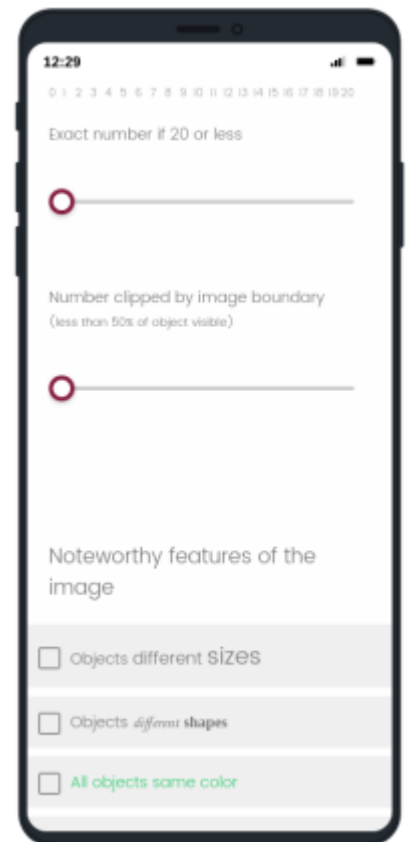 12:29
0 1 2 3 4 5 6 7 8 9 10 11 12 13 14 15 16 17 18 19 20
Exact number if 20 or less
Number clipped by image boundary
(less than 50% of object visible)
Noteworthy features of the
image
Objects different sizes
Objects different shapes
All objects same color